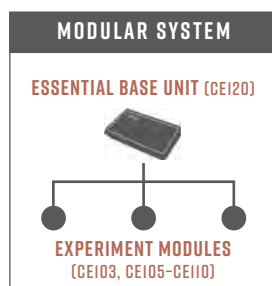 MODULAR SYSTEM
ESSENTIAL BASE UNIT (CE120)
EXPERIMENT MODULES
(CE103, CE105–CE110)